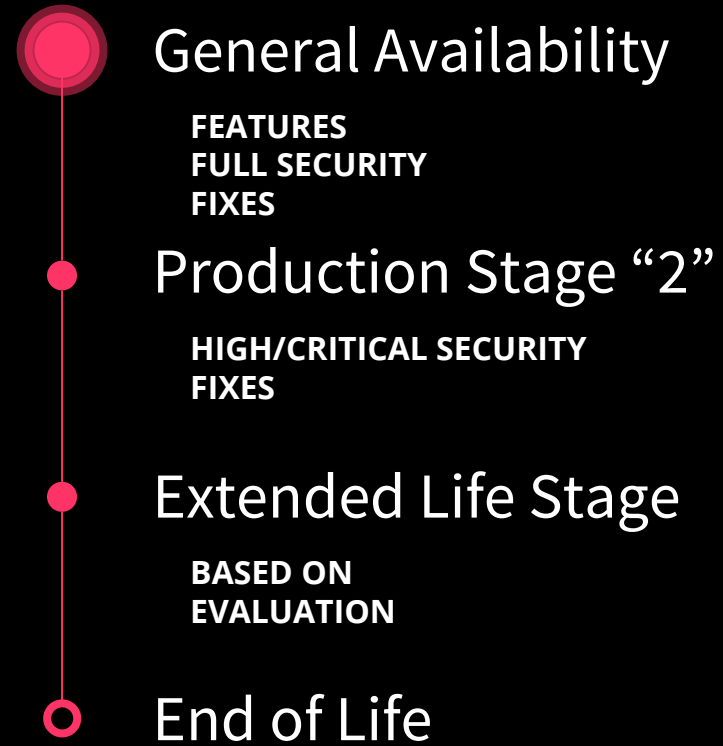 General Availability
FEATURES
FULL SECURITY
FIXES
Production Stage “2”
HIGH/CRITICAL SECURITY
FIXES
Extended Life Stage
BASED ON
EVALUATION
End of Life